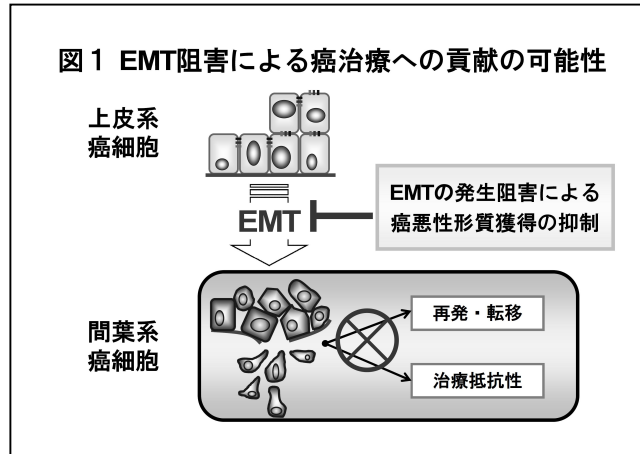 図1 EMT阻害による癌治療への貢献の可能性
上皮系
癌細胞
EMT
EMTの発生阻害による
癌悪性形質獲得の抑制
間葉系
癌細胞
再発・転移
治療抵抗性